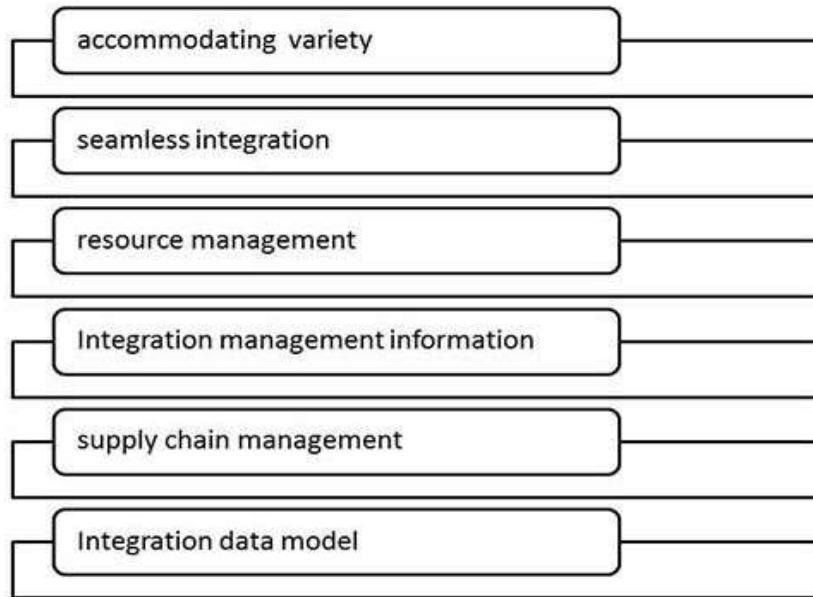 accommodating variety
seamless integration
resource management
Integration management information
supply chain management
Integration data model